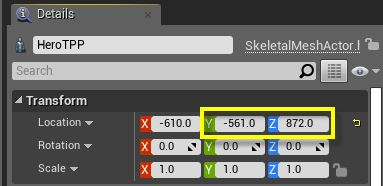 Details
HeroTPP SkeletalMeshActor.
Search
Transform
Location X -610.0 Y -561.0 Z 872.0
Rotation X 0.0 Y 0.0 Z 0.0
Scale X 1.0 Y 1.0 Z 1.0